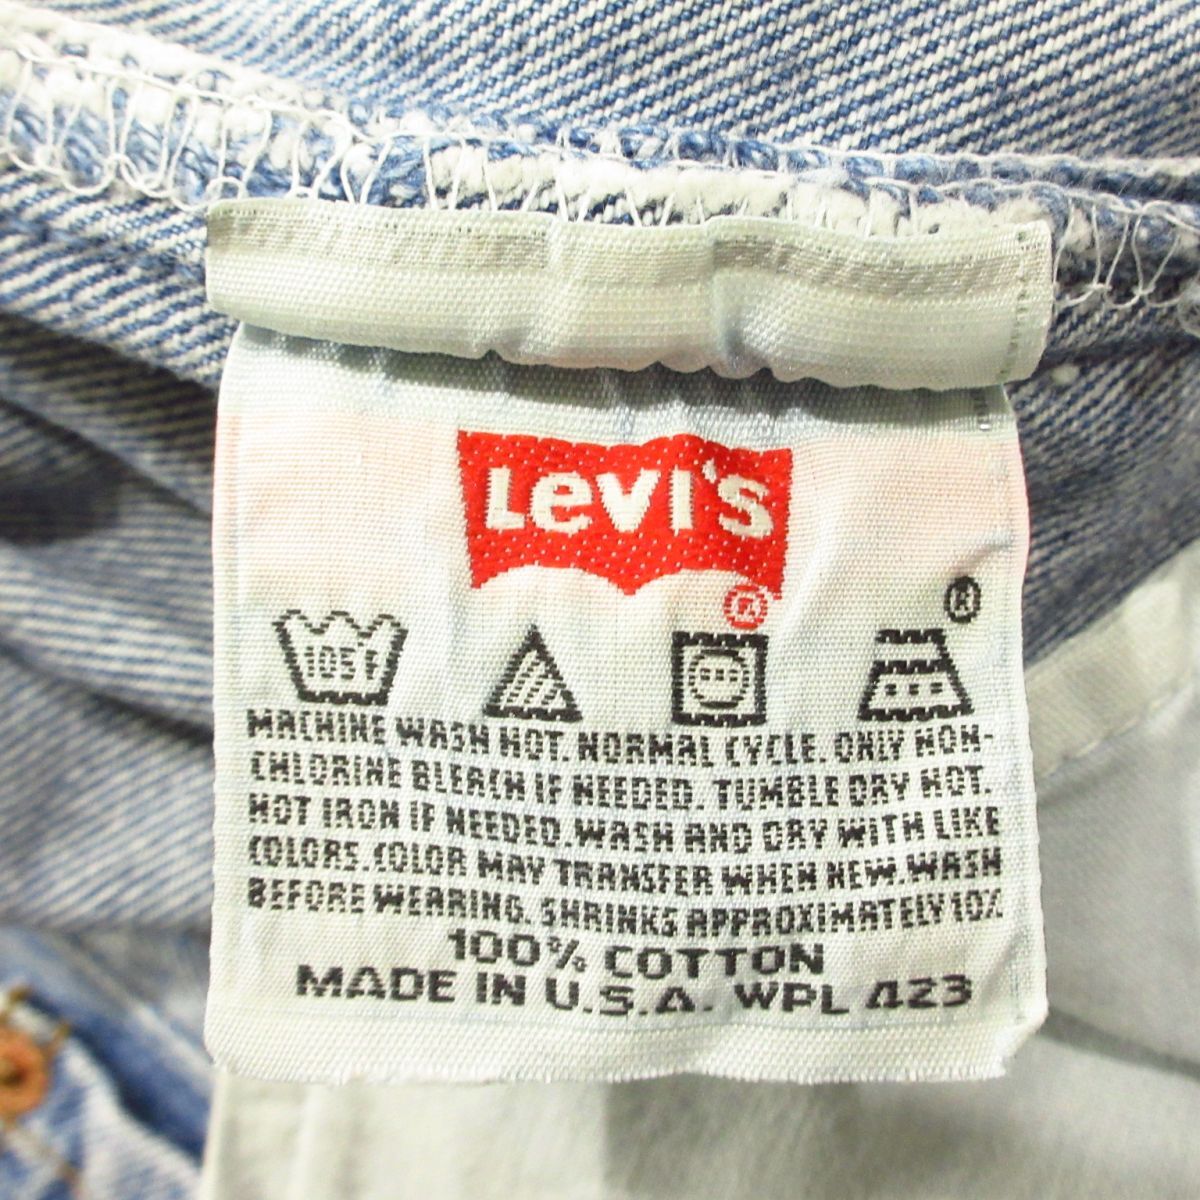 Levi's
®
®
105°F
MACHINE WASH HOT. NORMAL CYCLE. ONLY NON-
CHLORINE BLEACH IF NEEDED. TUMBLE DRY HOT.
HOT IRON IF NEEDED. WASH AND DRY WITH LIKE
COLORS. COLOR MAY TRANSFER WHEN NEW. WASH
BEFORE WEARING. SHRINKS APPROXIMATELY 10%
100% COTTON
MADE IN U.S.A. WPL 423